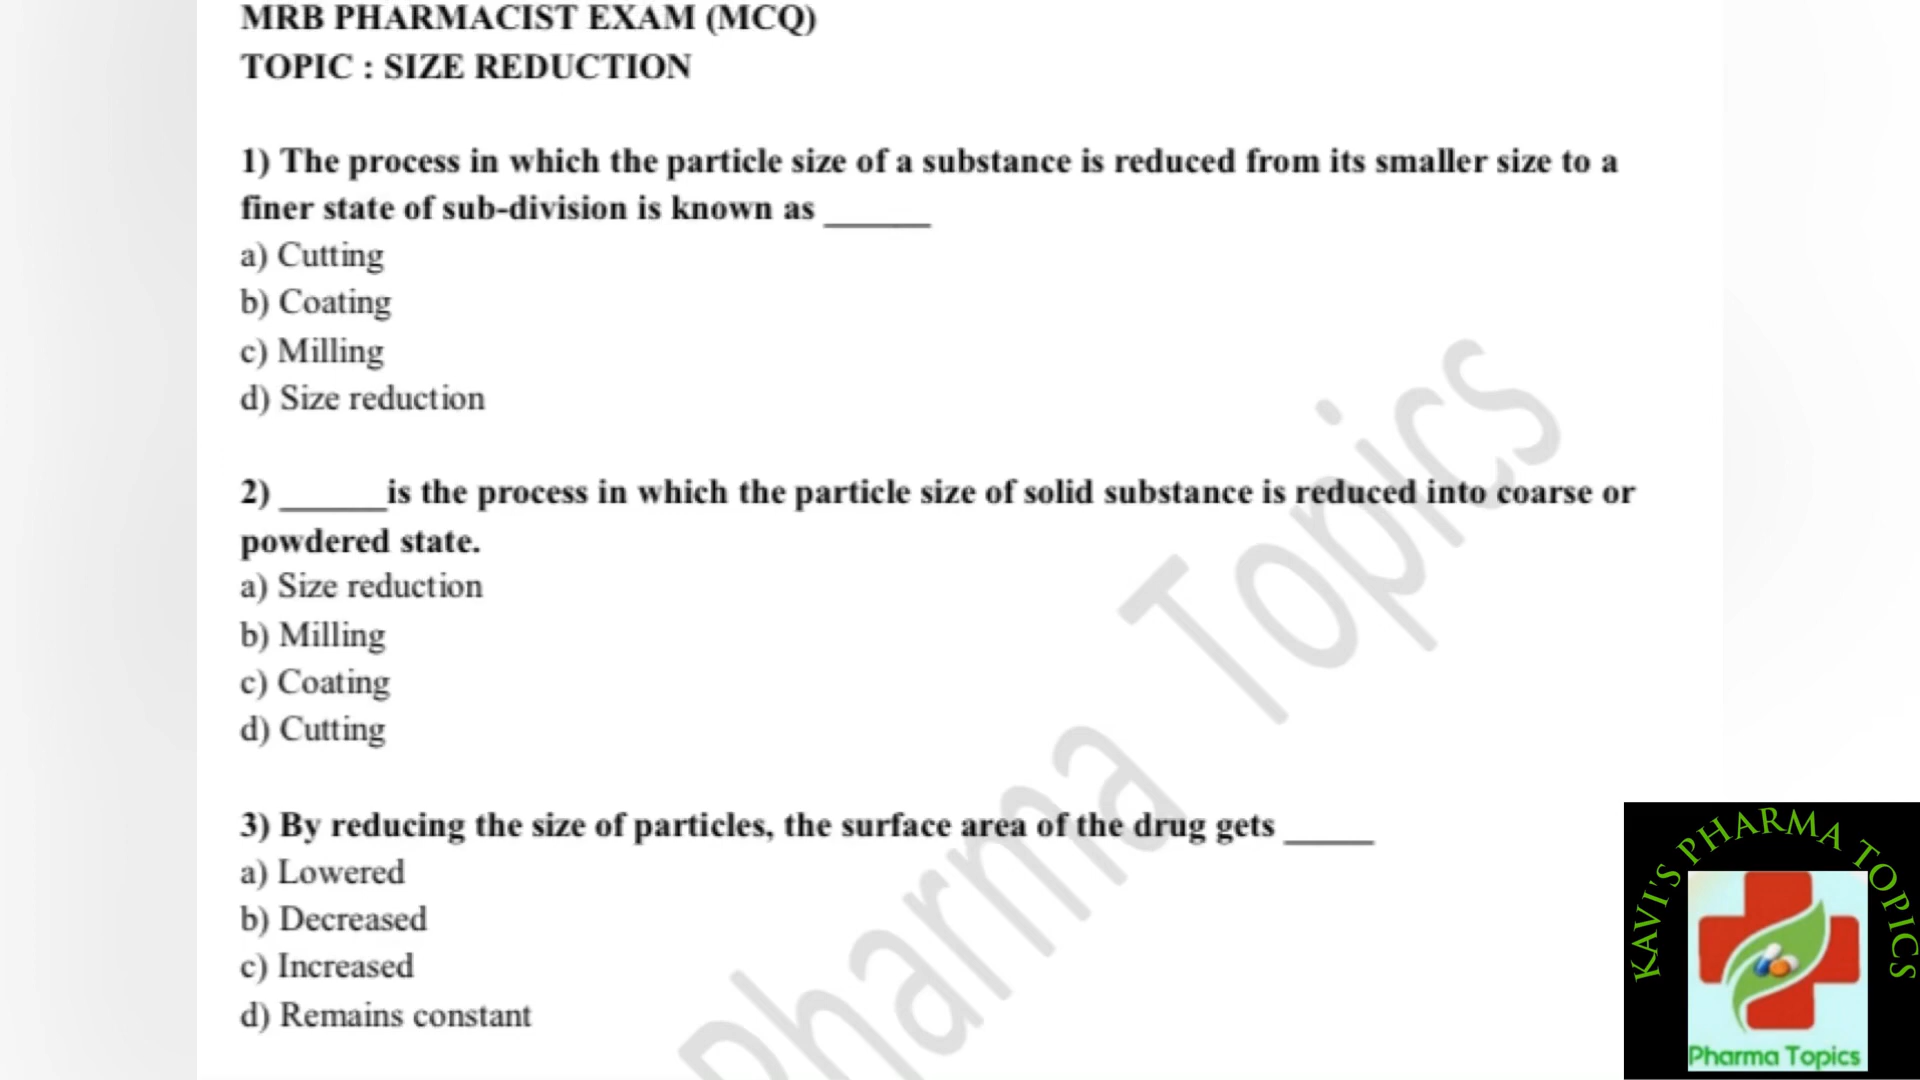 MRB PHARMACIST EXAM (MCQ)
TOPIC : SIZE REDUCTION
1) The process in which the particle size of a substance is reduced from its smaller size to a
finer state of sub-division is known as ______
a) Cutting
b) Coating
c) Milling
d) Size reduction
2) ______is the process in which the particle size of solid substance is reduced into coarse or
powdered state.
a) Size reduction
b) Milling
c) Coating
d) Cutting
3) By reducing the size of particles, the surface area of the drug gets _____
a) Lowered
b) Decreased
c) Increased
d) Remains constant
Pharma Topics
KAVI'S PHARMA TOPICS
Pharma Topics